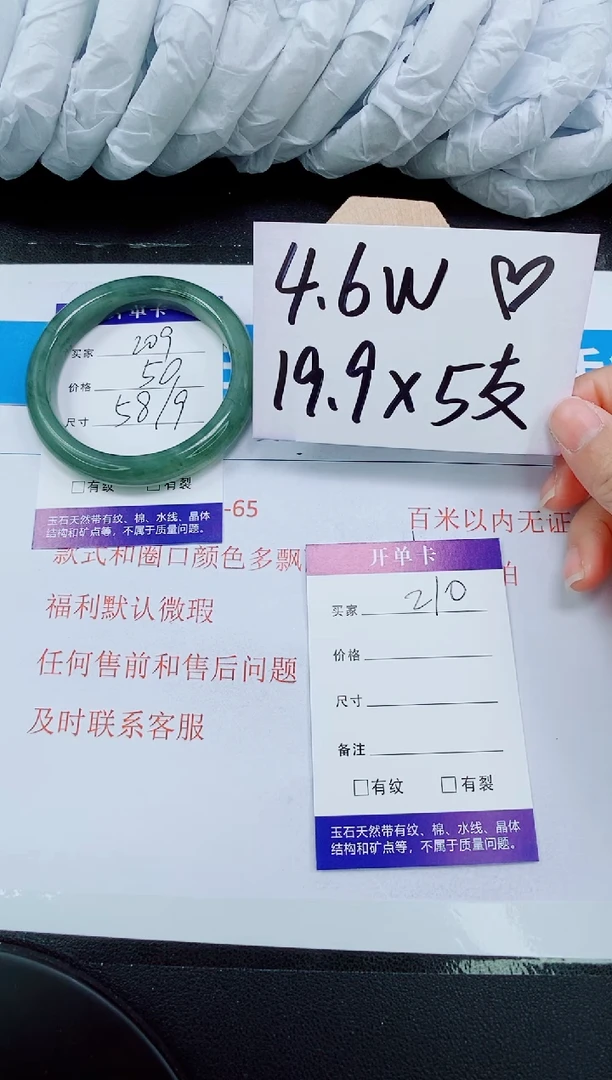 4.6W ♡
19.9×5支
单卡
买家 209
价格 50
尺寸 58/9
□有纹 □有裂
玉石天然带有纹、棉、水线、晶体
结构和矿点等，不属于质量问题。
-65
款式和圈口颜色多飘
福利默认微瑕
任何售前和售后问题
及时联系客服
百米以内无证
拍
开单卡
买家 210
价格
尺寸
备注
□有纹 □有裂
玉石天然带有纹、棉、水线、晶体
结构和矿点等，不属于质量问题。